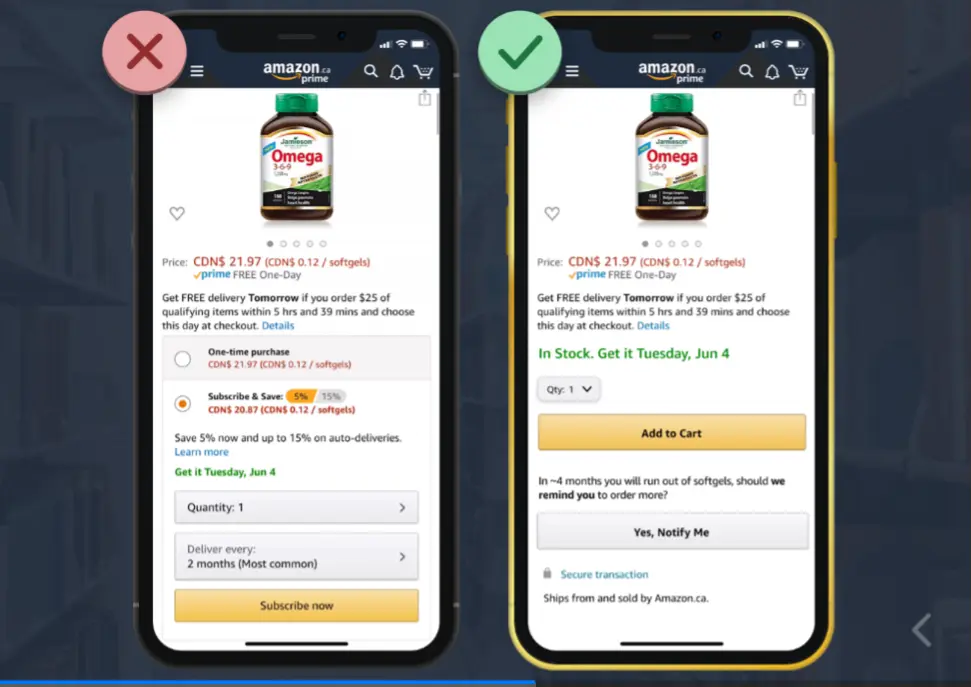 amazon.ca
prime
Jamieson
Omega
3-6-9
Price: CDN$ 21.97 (CDN$ 0.12 / softgels)
prime FREE One-Day
Get FREE delivery Tomorrow if you order $25 of
qualifying items within 5 hrs and 39 mins and choose
this day at checkout. Details
One-time purchase
CDN$ 21.97 (CDN$ 0.12 / softgels)
Subscribe & Save: 5% 15%
CDN$ 20.87 (CDN$ 0.12 / softgels)
Save 5% now and up to 15% on auto-deliveries.
Learn more
Get it Tuesday, Jun 4
Quantity: 1
Deliver every:
2 months (Most common)
Subscribe now
amazon.ca
prime
Jamieson
Omega
3-6-9
Price: CDN$ 21.97 (CDN$ 0.12 / softgels)
prime FREE One-Day
Get FREE delivery Tomorrow if you order $25 of
qualifying items within 5 hrs and 39 mins and choose
this day at checkout. Details
In Stock. Get it Tuesday, Jun 4
Qty: 1
Add to Cart
In ~4 months you will run out of softgels, should we
remind you to order more?
Yes, Notify Me
Secure transaction
Ships from and sold by Amazon.ca.